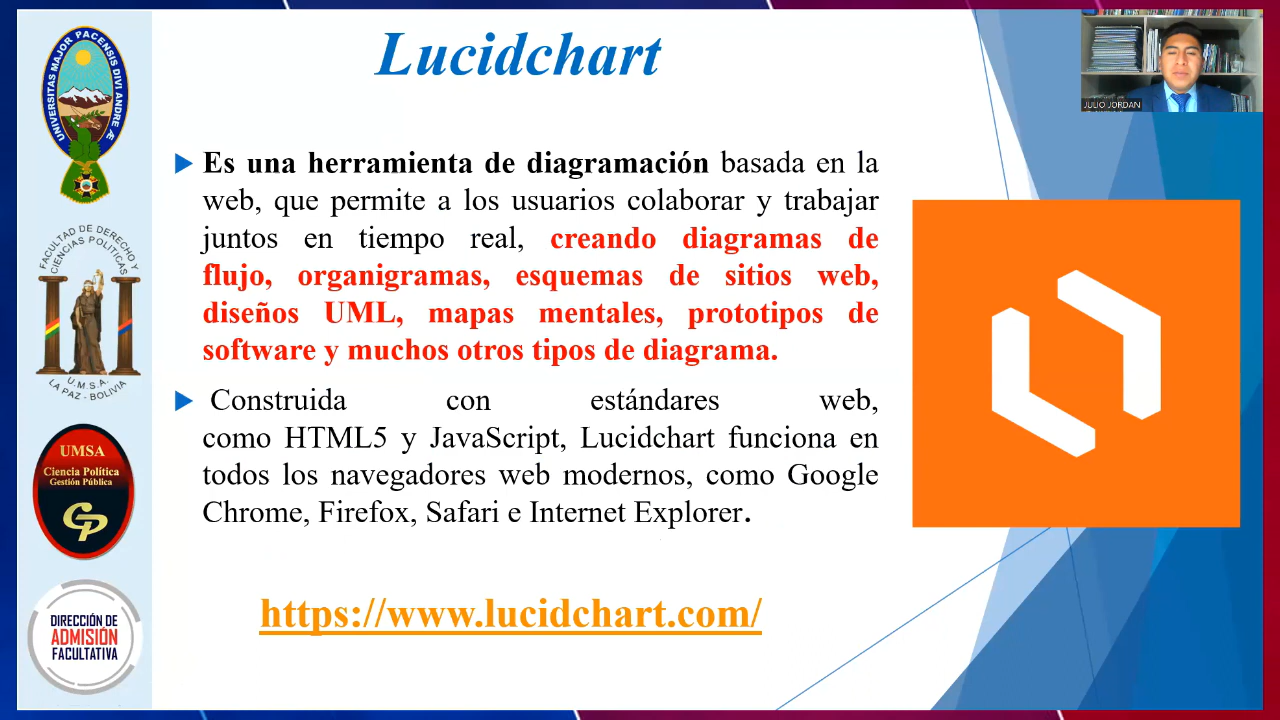 Lucidchart
JULIO JORDAN
UNIVERSITAS MAJOR PACENSIS DIVI ANDRE Æ
Es una herramienta de diagramación basada en la
web, que permite a los usuarios colaborar y trabajar
juntos en tiempo real, creando diagramas de
flujo, organigramas, esquemas de sitios web,
diseños UML, mapas mentales, prototipos de
software y muchos otros tipos de diagrama.
FACULTAD DE DERECHO Y
CIENCIAS POLÍTICAS
U.M.S.A.
LA PAZ - BOLIVIA
Construida con estándares web,
como HTML5 y JavaScript, Lucidchart funciona en
todos los navegadores web modernos, como Google
Chrome, Firefox, Safari e Internet Explorer.
UMSA
Ciencia Política
Gestión Pública
CP
https://www.lucidchart.com/
DIRECCIÓN DE
ADMISIÓN
FACULTATIVA